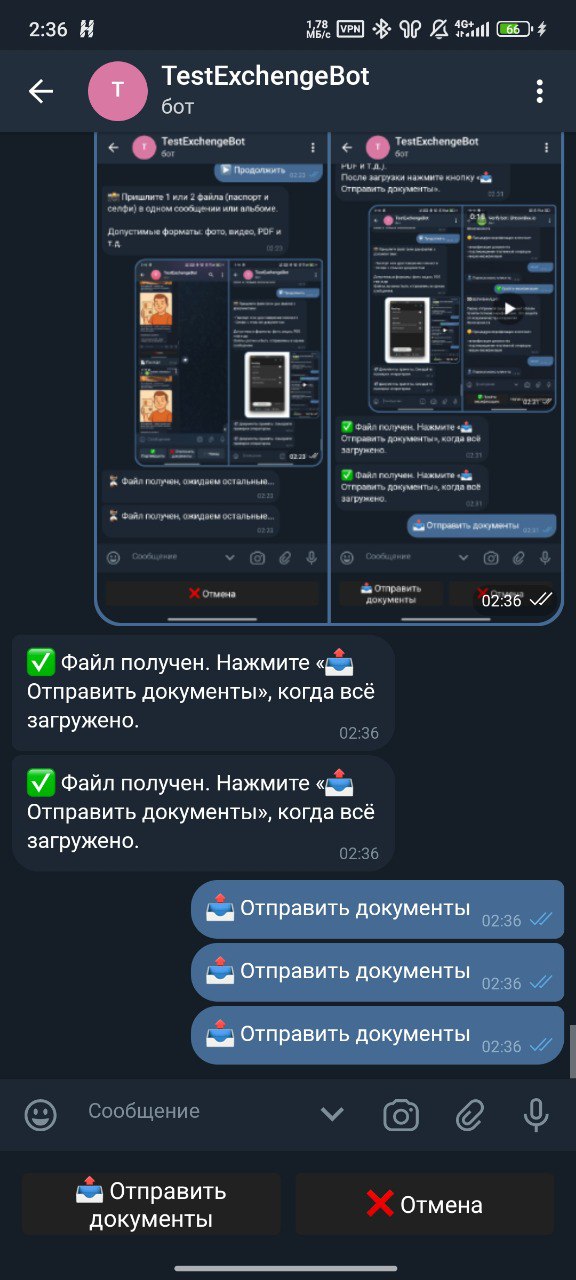 2:36
1,78
МБ/с
VPN
4G+
66
T
TestExchengeBot
бот
T
TestExchengeBot
бот
Продолжить
02:23
Пришлите 1 или 2 файла (паспорт и
селфи) в одном сообщении или альбоме.
Допустимые форматы: фото, видео, PDF и
т.д.
02:23
02:23
Файл получен, ожидаем остальные...
02:23
Файл получен, ожидаем остальные...
02:23
Сообщение
Отмена
T
TestExchengeBot
бот
PDF и т.д.).
После загрузки нажмите кнопку «📤
Отправить документы».
02:31
02:31
✅ Файл получен. Нажмите «📤
Отправить документы», когда всё
загружено.
02:31
✅ Файл получен. Нажмите «📤
Отправить документы», когда всё
загружено.
02:31
📤 Отправить документы
02:31
Сообщение
📤 Отправить
документы
❌ Отмена
02:36
✅ Файл получен. Нажмите «📤
Отправить документы», когда всё
загружено.
02:36
✅ Файл получен. Нажмите «📤
Отправить документы», когда всё
загружено.
02:36
📤 Отправить документы 02:36
📤 Отправить документы 02:36
📤 Отправить документы 02:36
Сообщение
📤 Отправить
документы
❌ Отмена